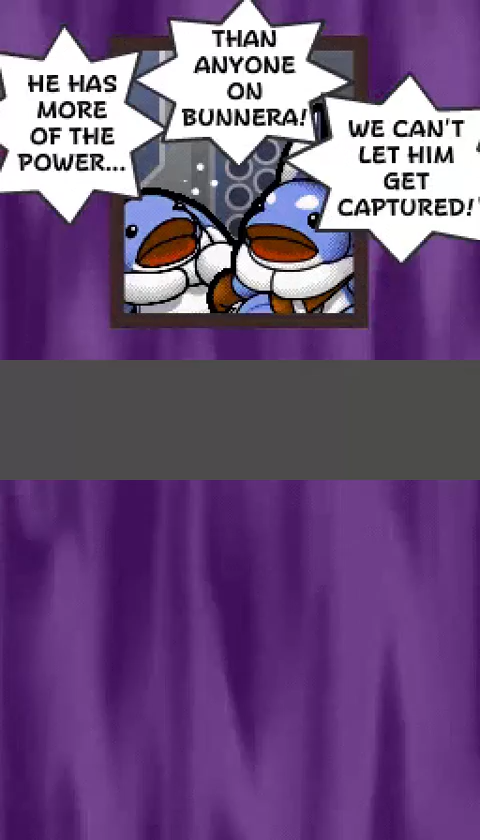 HE HAS
MORE
OF THE
POWER...
THAN
ANYONE
ON
BUNNERA!
WE CAN'T
LET HIM
GET
CAPTURED!